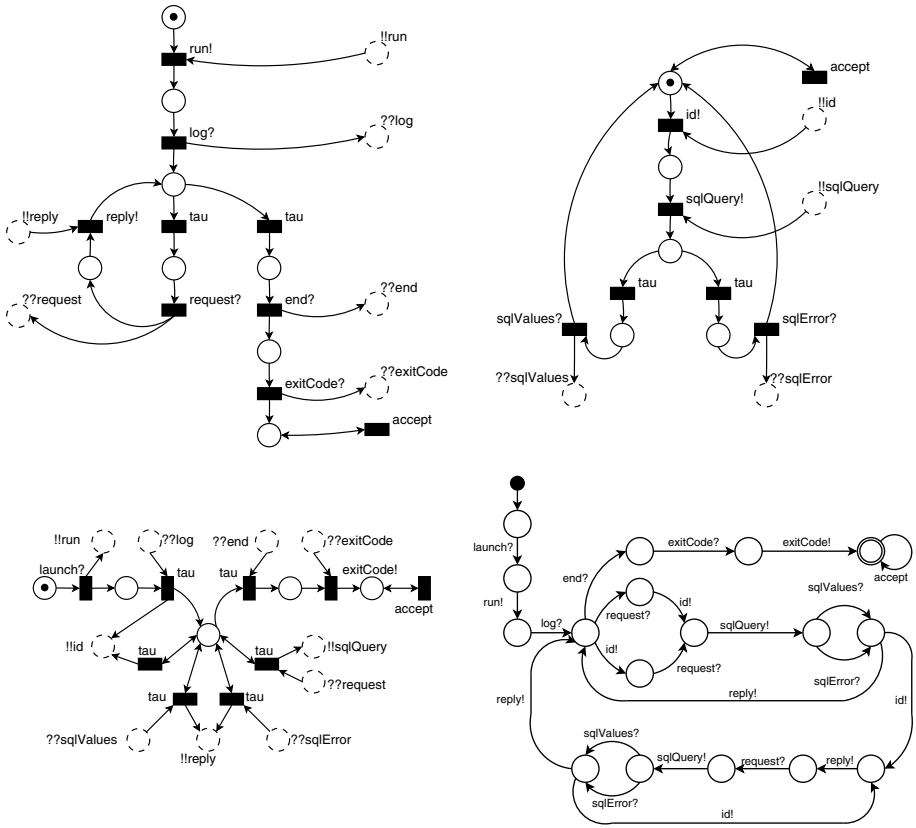 run!
!!run
log?
??log
!!reply
reply!
tau
tau
??request
request?
end?
??end
exitCode?
??exitCode
accept
accept
id!
!!id
sqlQuery!
!!sqlQuery
tau
tau
sqlValues?
sqlError?
??sqlValues
??sqlError
!!run
??log
??end
??exitCode
launch?
tau
tau
exitCode!
accept
!!id
tau
tau
!!sqlQuery
??request
tau
tau
??sqlValues
!!reply
??sqlError
launch?
run!
log?
end?
exitCode?
exitCode!
accept
request?
id!
id!
request?
sqlQuery!
sqlValues?
sqlError?
reply!
reply!
id!
sqlValues?
sqlQuery!
request?
reply!
sqlError?
id!